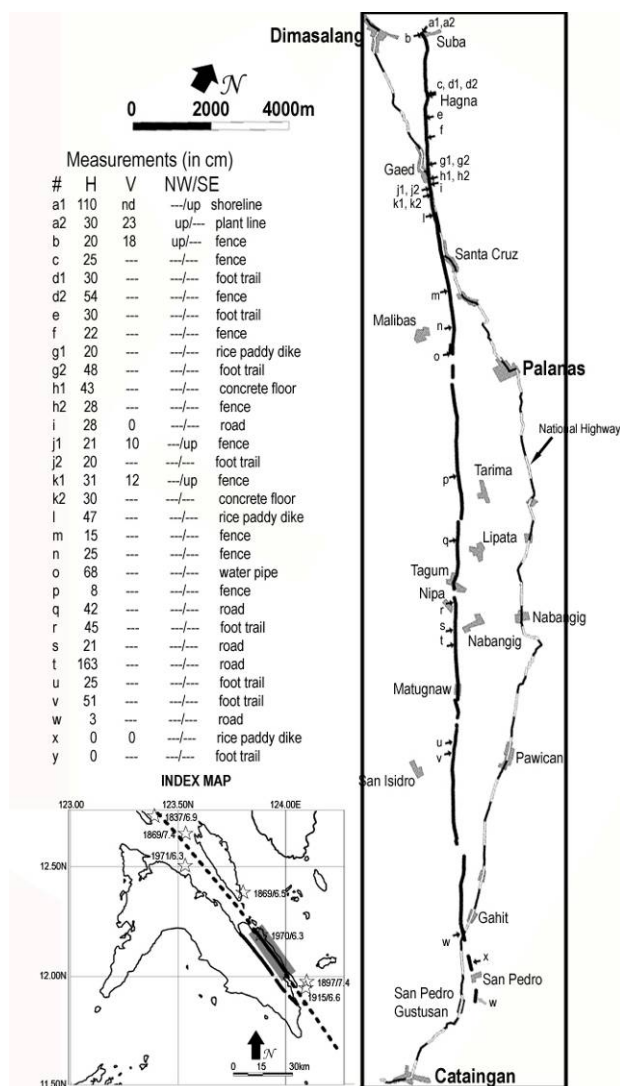 N
0 2000 4000m
Measurements (in cm)
# H V NW/SE
a1 110 nd ---/up shoreline
a2 30 23 up/--- plant line
b 20 18 up/--- fence
c 25 --- ---/--- fence
d1 30 --- ---/--- foot trail
d2 54 --- ---/--- fence
e 30 --- ---/--- foot trail
f 22 --- ---/--- fence
g1 20 --- ---/--- rice paddy dike
g2 48 --- ---/--- foot trail
h1 43 --- ---/--- concrete floor
h2 28 --- ---/--- fence
i 28 0 ---/--- road
j1 21 10 ---/up fence
j2 20 --- ---/--- foot trail
k1 31 12 ---/up fence
k2 30 --- ---/--- concrete floor
l 47 --- ---/--- rice paddy dike
m 15 --- ---/--- fence
n 25 --- ---/--- fence
o 68 --- ---/--- water pipe
p 8 --- ---/--- fence
q 42 --- ---/--- road
r 45 --- ---/--- foot trail
s 21 --- ---/--- road
t 163 --- ---/--- road
u 25 --- ---/--- foot trail
v 51 --- ---/--- foot trail
w 3 --- ---/--- road
x 0 0 ---/--- rice paddy dike
y 0 --- ---/--- foot trail
INDEX MAP
123.00 123.50N 124.00E
1837/6.9
1869/7.4
1971/6.3
12.50N
1869/6.5
1970/6.3
12.00N
1897/7.4
1915/6.6
N
0 15 30km
11.50N
a1,a2
Dimasalang
b
Suba
c, d1, d2
Hagna
e
f
g1, g2
Gaed
h1, h2
i
j1, j2
k1, k2
l
Santa Cruz
m
Malibas
n
o
Palanas
National Highway
p
Tarima
q
Lipata
Tagum
Nipa
r
Nabangig
s
Nabangig
t
Matugnaw
u
v
Pawican
San Isidro
Gahit
w
x
San Pedro
San Pedro
Gustusan
w
Cataingan